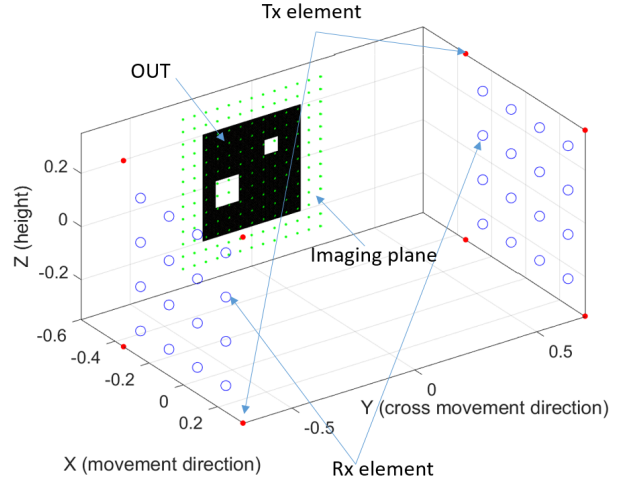 Tx element
OUT
0.2
0
-0.2
Z (height)
Imaging plane
-0.6
-0.4
-0.2
0
0.2
X (movement direction)
-0.5
0
0.5
Y (cross movement direction)
Rx element